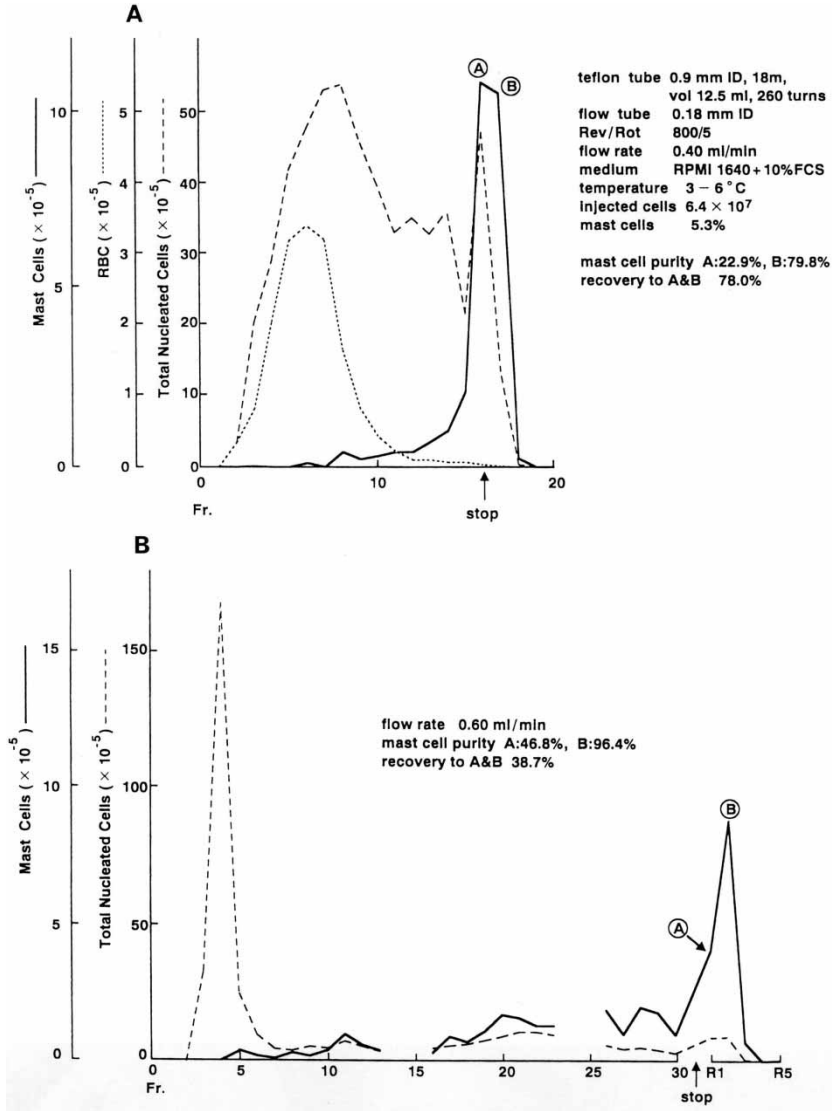 A
Mast Cells (× 10⁻⁵)
0
5
10
RBC (× 10⁻⁵)
0
1
2
3
4
5
Total Nucleated Cells (× 10⁻⁵)
0
10
20
30
40
50
A
B
0
10
20
Fr.
stop
teflon tube 0.9 mm ID, 18m,
vol 12.5 ml, 260 turns
flow tube 0.18 mm ID
Rev/Rot 800/5
flow rate 0.40 ml/min
medium RPMI 1640 + 10%FCS
temperature 3 – 6°C
injected cells 6.4 × 10⁷
mast cells 5.3%
mast cell purity A:22.9%, B:79.8%
recovery to A&B 78.0%
B
Mast Cells (× 10⁻⁵)
0
5
10
15
Total Nucleated Cells (× 10⁻⁵)
0
50
100
150
flow rate 0.60 ml/min
mast cell purity A:46.8%, B:96.4%
recovery to A&B 38.7%
A
B
0 5 10 15 20 25 30 R1 R5
Fr.
stop